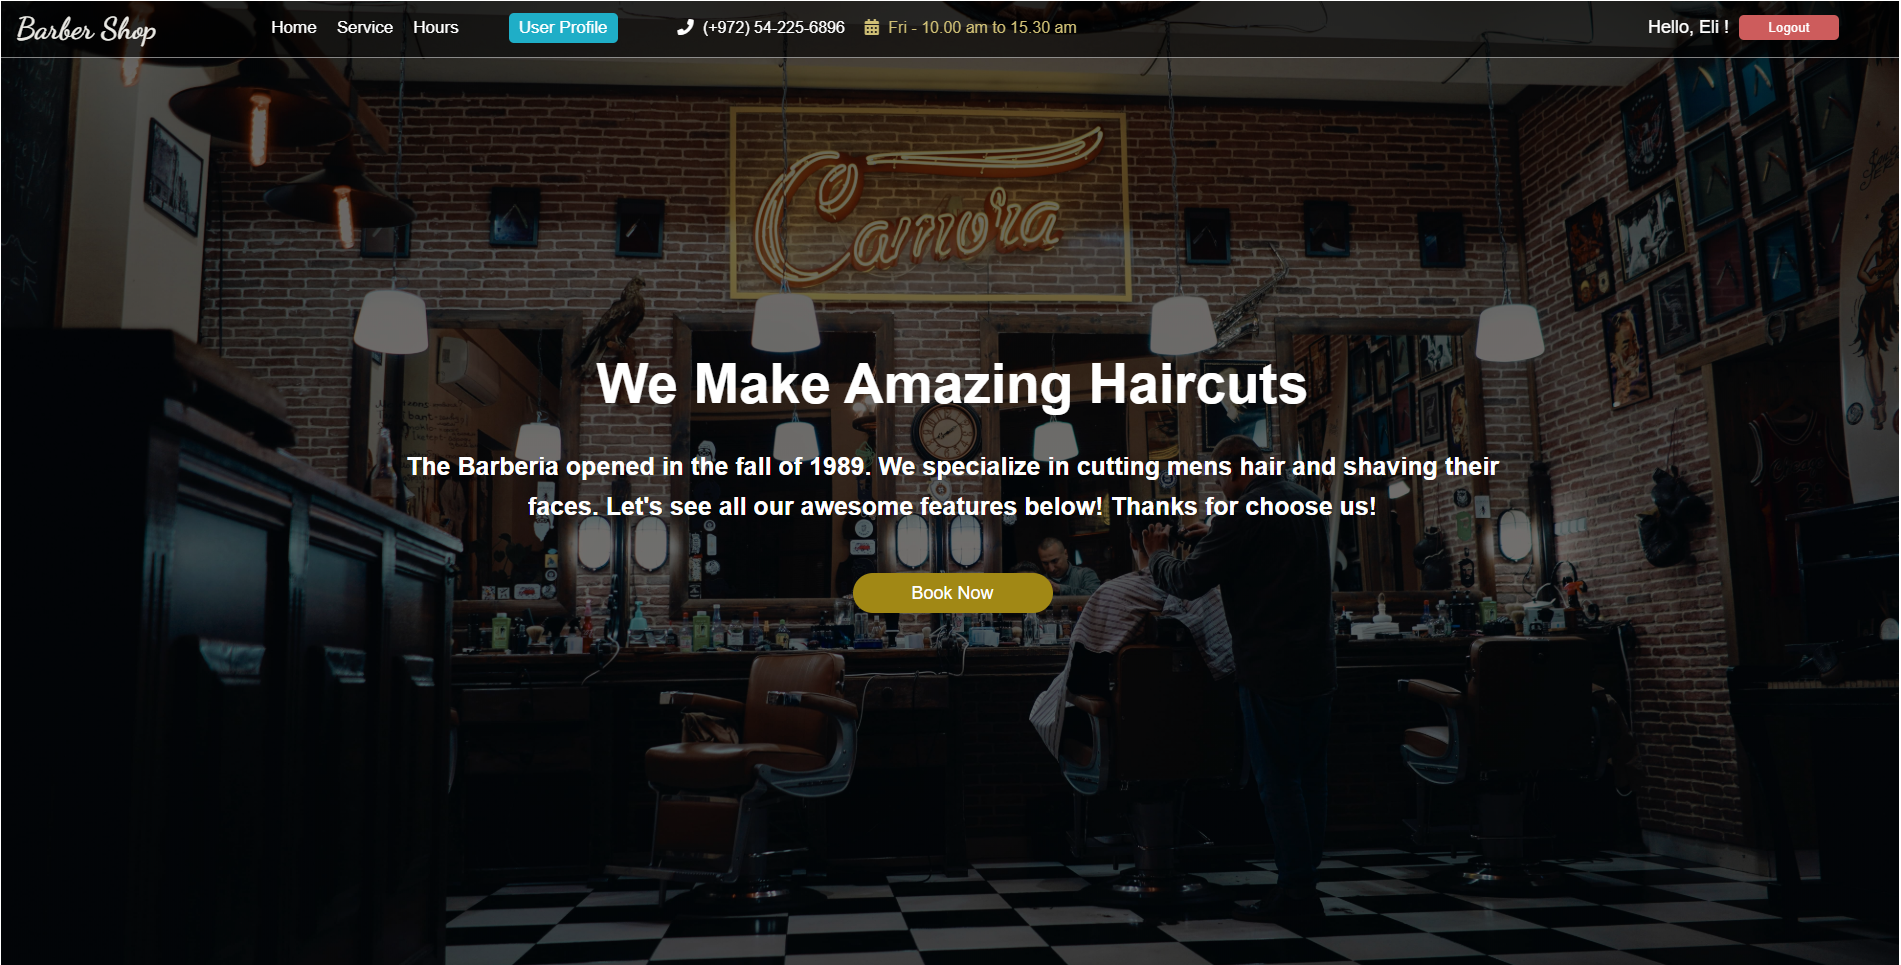 Barber Shop
Home Service Hours User Profile (+972) 54-225-6896 Fri - 10.00 am to 15.30 am Hello, Eli ! Logout
We Make Amazing Haircuts
The Barberia opened in the fall of 1989. We specialize in cutting mens hair and shaving their
faces. Let's see all our awesome features below! Thanks for choose us!
Book Now